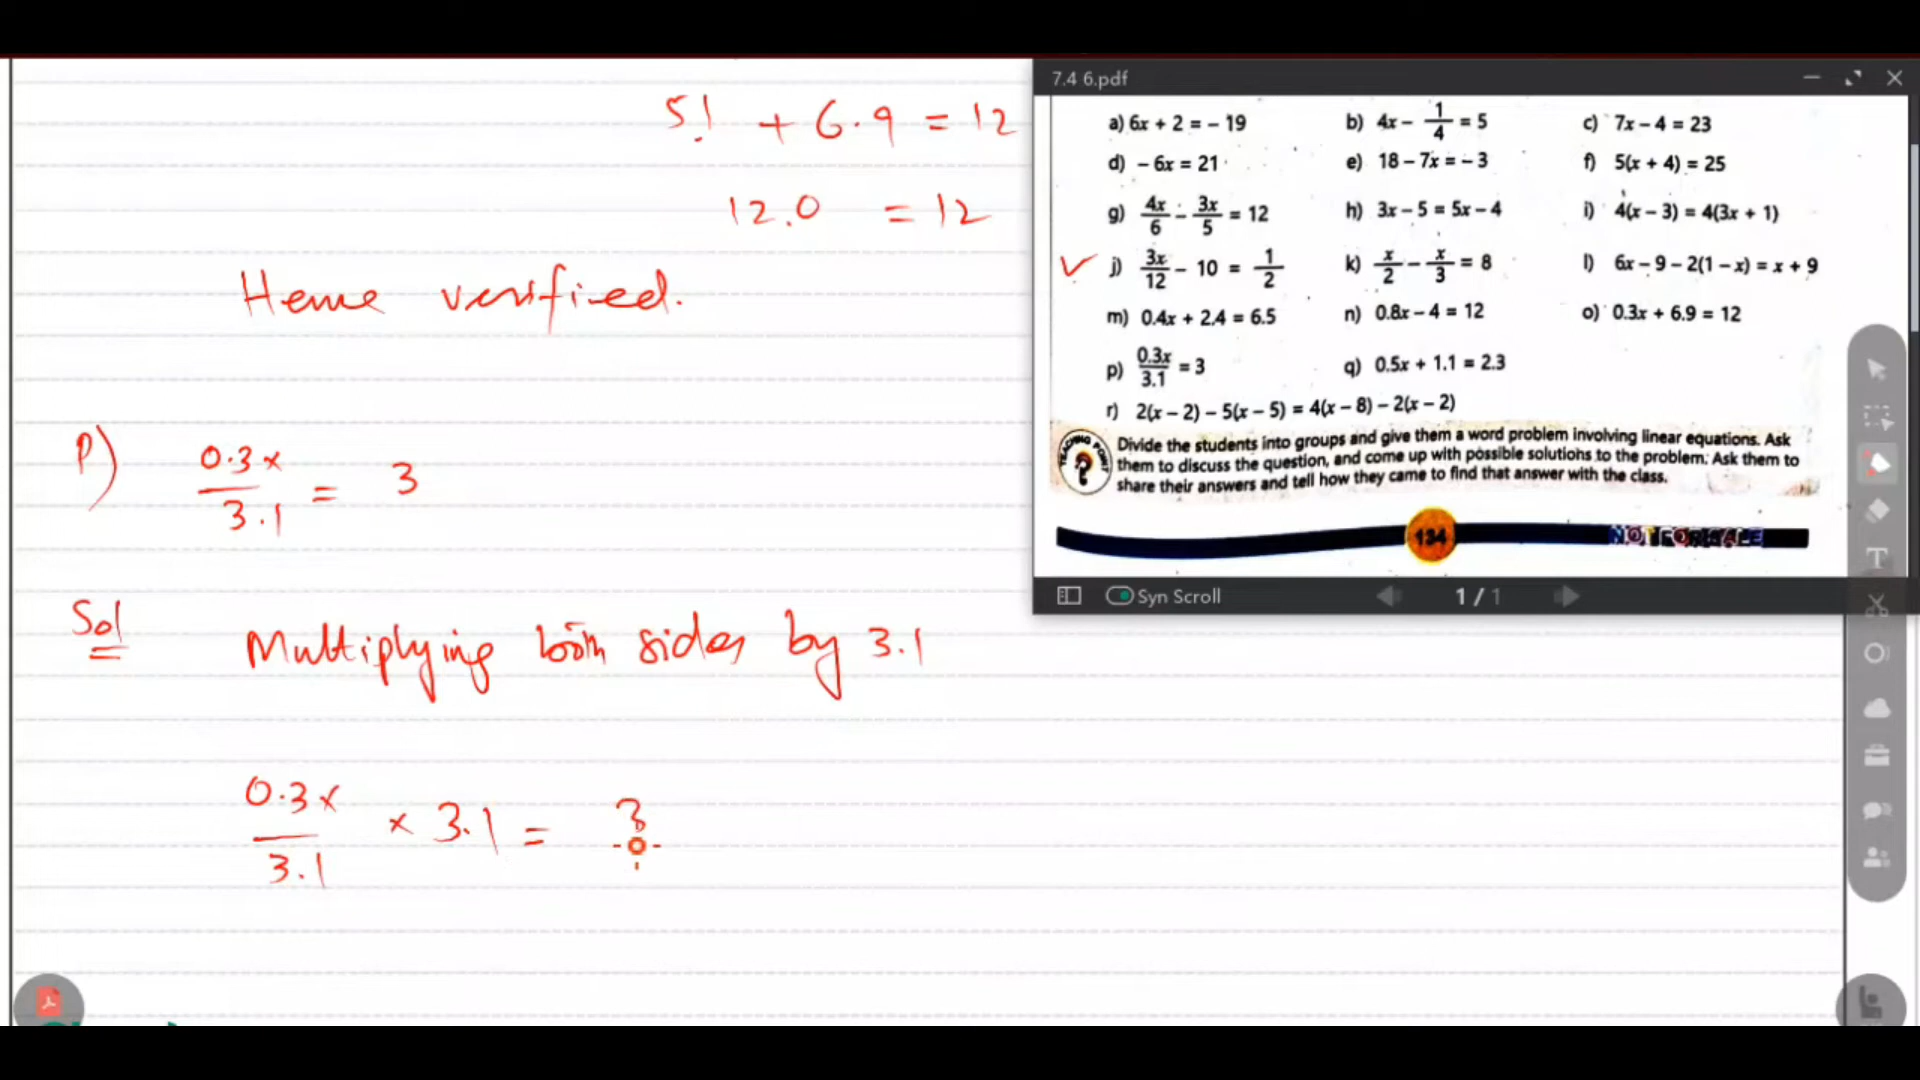 5.1 + 6.9 = 12
12.0 = 12
Hence verified.
P) 0.3x/3.1 = 3
Sol Multiplying both sides by 3.1
0.3x/3.1 × 3.1 = 3
7.4 6.pdf
a) 6x + 2 = – 19 b) 4x – 1/4 = 5 c) 7x – 4 = 23
d) – 6x = 21 e) 18 – 7x = – 3 f) 5(x + 4) = 25
g) 4x/6 – 3x/5 = 12 h) 3x – 5 = 5x – 4 i) 4(x – 3) = 4(3x + 1)
j) 3x/12 – 10 = 1/2 k) x/2 – x/3 = 8 l) 6x – 9 – 2(1 – x) = x + 9
m) 0.4x + 2.4 = 6.5 n) 0.8x – 4 = 12 o) 0.3x + 6.9 = 12
p) 0.3x/3.1 = 3 q) 0.5x + 1.1 = 2.3
r) 2(x – 2) – 5(x – 5) = 4(x – 8) – 2(x – 2)
TEACHING POINT
?
Divide the students into groups and give them a word problem involving linear equations. Ask
them to discuss the question, and come up with possible solutions to the problem. Ask them to
share their answers and tell how they came to find that answer with the class.
134
NOT FOR SALE
Syn Scroll
1 / 1
T